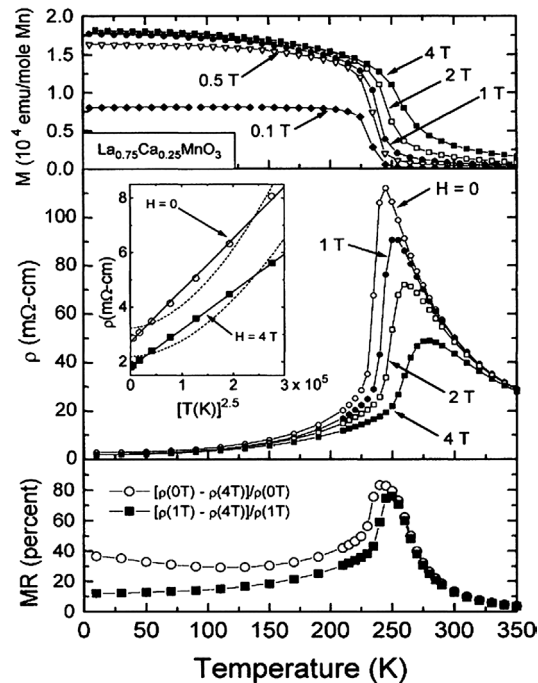 2.0
1.5
1.0
0.5
0.0
M (10⁴ emu/mole Mn)
4 T
2 T
1 T
0.5 T
0.1 T
La₀.₇₅Ca₀.₂₅MnO₃
100
80
60
40
20
0
ρ (mΩ-cm)
H = 0
1 T
2 T
4 T
8
6
4
2
ρ(mΩ-cm)
H = 0
H = 4 T
0 1 2 3 x 10⁵
[T(K)]²·⁵
80
60
40
20
0
MR (percent)
[ρ(0T) - ρ(4T)]/ρ(0T)
[ρ(1T) - ρ(4T)]/ρ(1T)
0 50 100 150 200 250 300 350
Temperature (K)